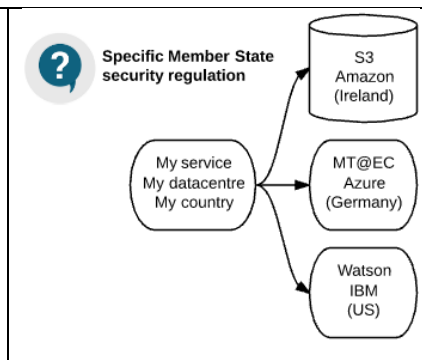 ?
Specific Member State
security regulation
S3
Amazon
(Ireland)
My service
My datacentre
My country
MT@EC
Azure
(Germany)
Watson
IBM
(US)